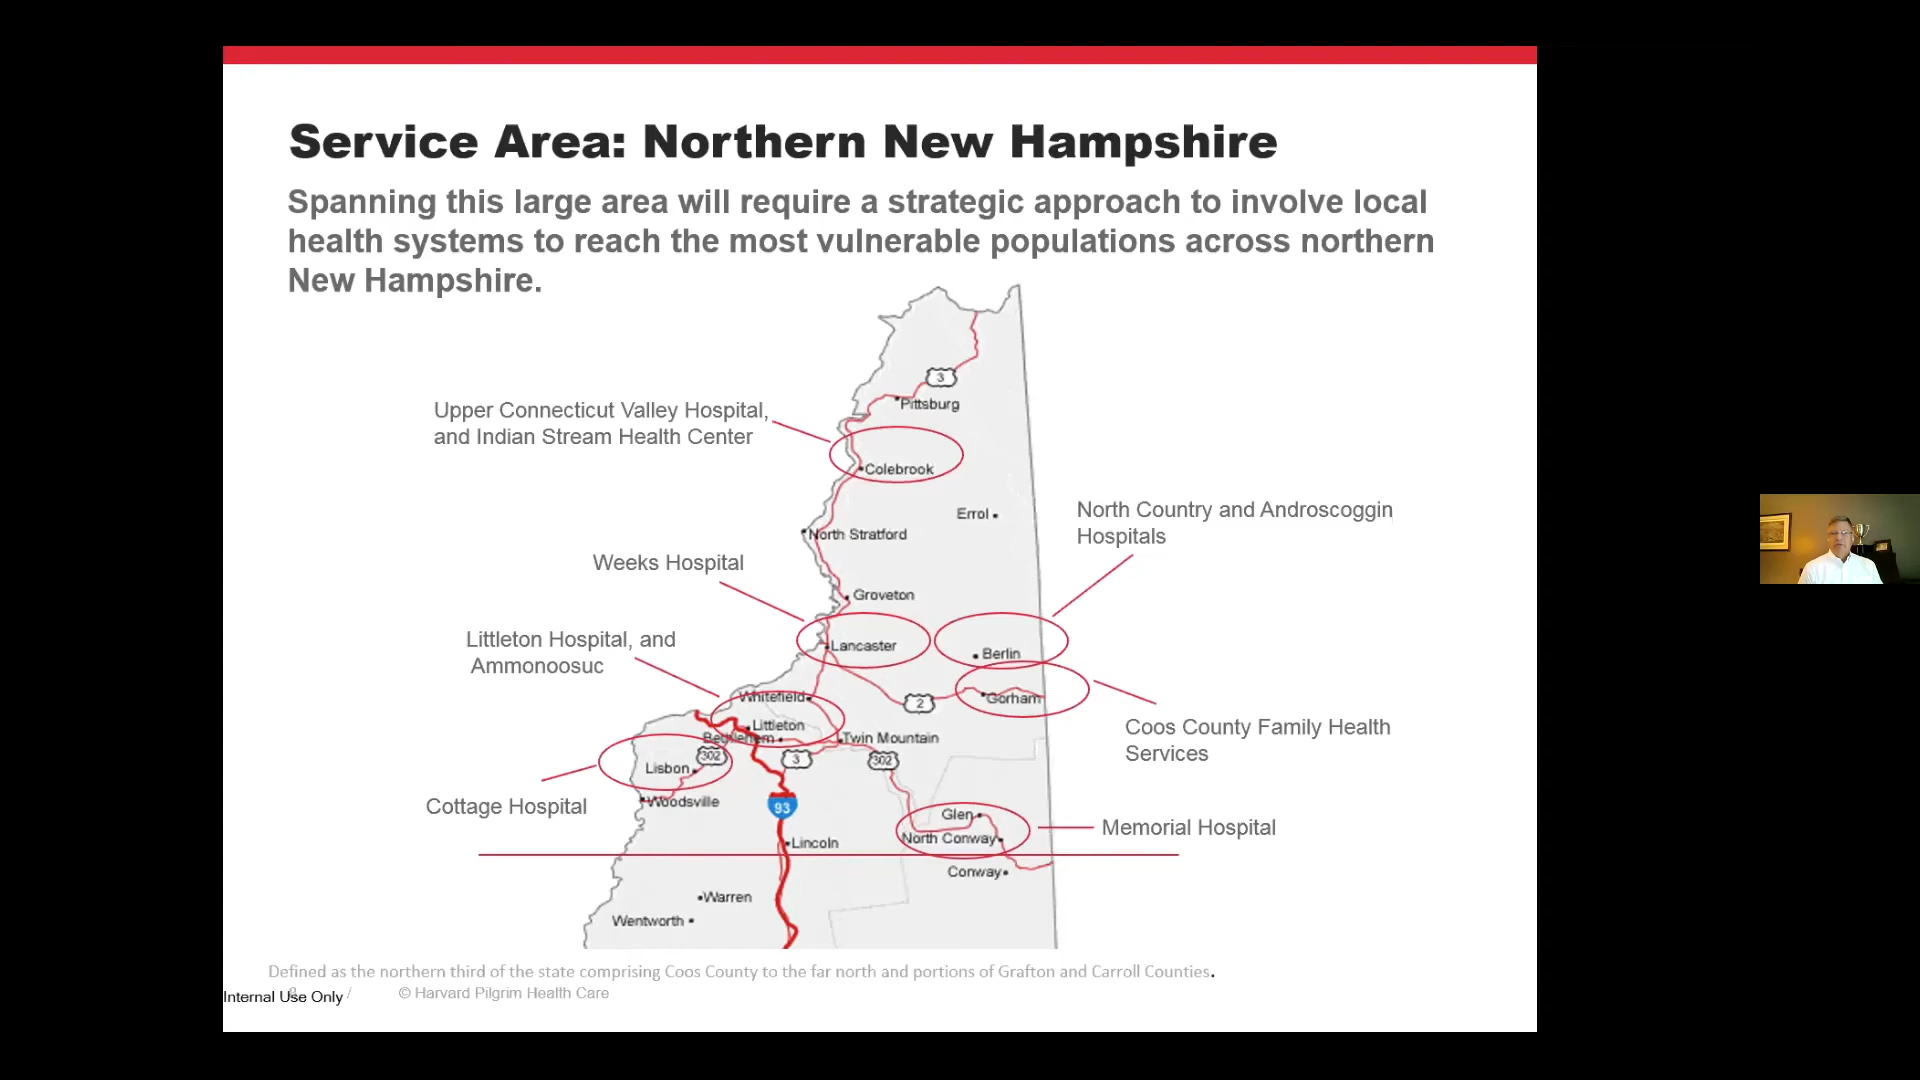 Service Area: Northern New Hampshire
Spanning this large area will require a strategic approach to involve local
health systems to reach the most vulnerable populations across northern
New Hampshire.
3
Pittsburg
Upper Connecticut Valley Hospital,
and Indian Stream Health Center
Colebrook
North Country and Androscoggin
Hospitals
Errol
North Stratford
Weeks Hospital
Groveton
Littleton Hospital, and
Ammonoosuc
Lancaster
Berlin
Whitefield
2
Gorham
Littleton
Bethlehem
Twin Mountain
Coos County Family Health
Services
302
3
302
Lisbon
Cottage Hospital
Woodsville
93
Glen
North Conway
Memorial Hospital
Lincoln
Conway
Warren
Wentworth
Defined as the northern third of the state comprising Coos County to the far north and portions of Grafton and Carroll Counties.
Internal Use Only /
© Harvard Pilgrim Health Care